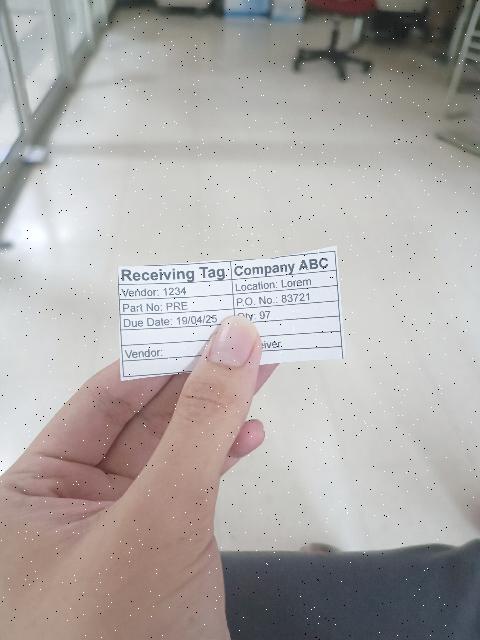 Receiving Tag Company ABC
Vendor: 1234 Location: Lorem
Part No: PRE P.O. No.: 83721
Due Date: 19/04/25 Qty: 97
Vendor: